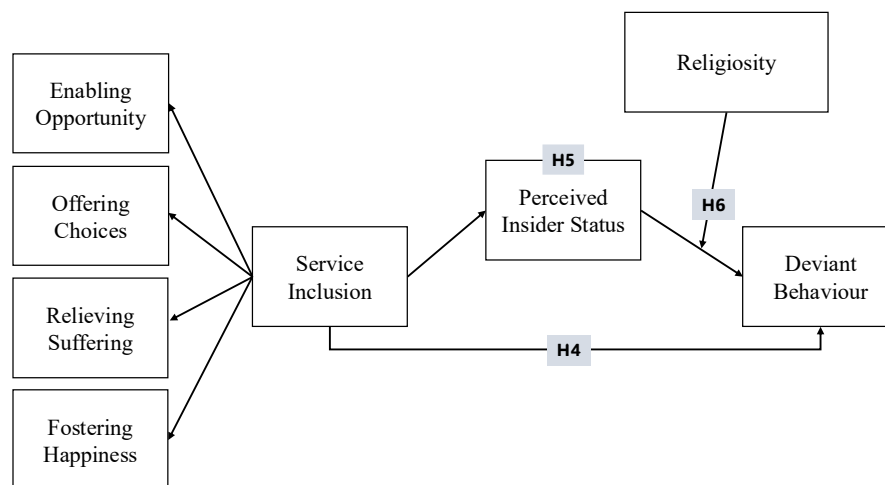 Enabling
Opportunity
Offering
Choices
Relieving
Suffering
Fostering
Happiness
Service
Inclusion
H5
Perceived
Insider Status
Religiosity
H6
Deviant
Behaviour
H4